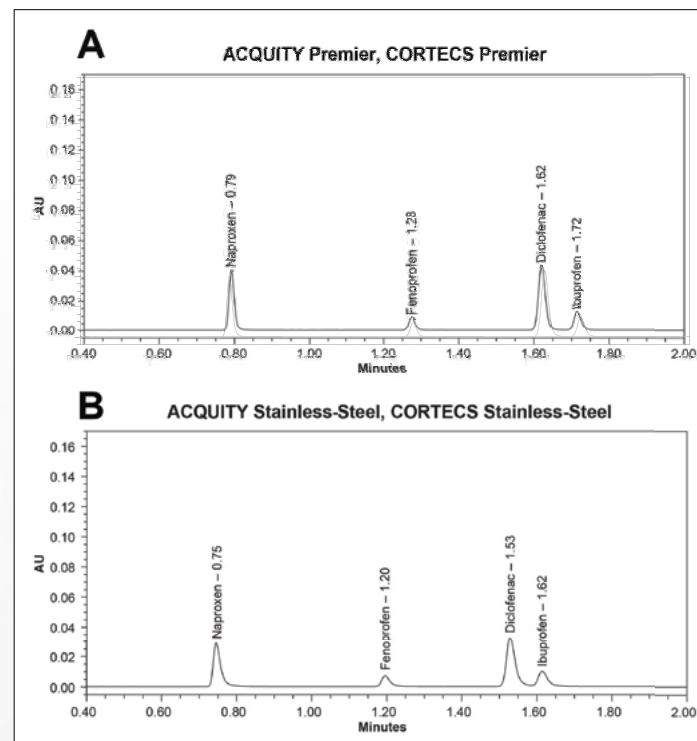 A
ACQUITY Premier, CORTECS Premier
0.16
0.14
0.12
0.10
0.08
0.06
0.04
0.02
0.00
AU
Naproxen – 0.79
Fenoprofen – 1.28
Diclofenac – 1.62
Ibuprofen – 1.72
0.40 0.60 0.80 1.00 1.20 1.40 1.60 1.80 2.00
Minutes
B
ACQUITY Stainless-Steel, CORTECS Stainless-Steel
0.16
0.14
0.12
0.10
0.08
0.06
0.04
0.02
0.00
AU
Naproxen – 0.75
Fenoprofen – 1.20
Diclofenac – 1.53
Ibuprofen – 1.62
0.40 0.60 0.80 1.00 1.20 1.40 1.60 1.80 2.00
Minutes